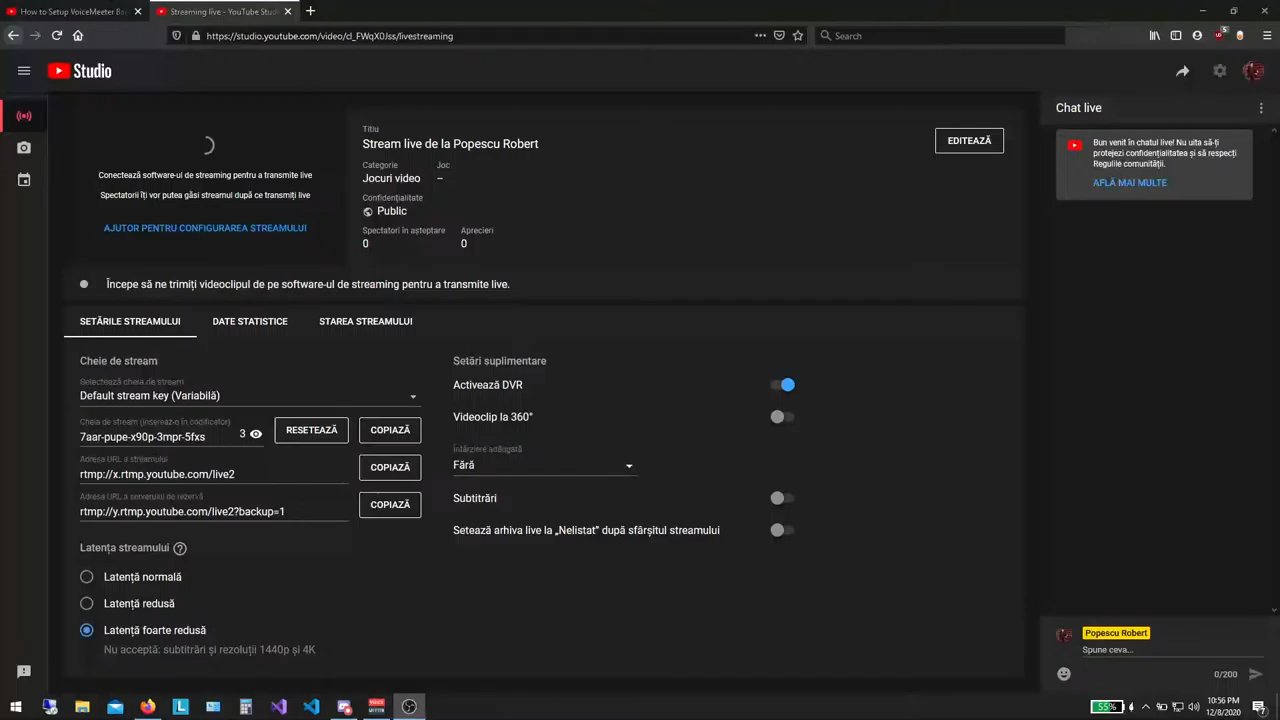 How to Setup VoiceMeeter Ba
Streaming live - YouTube Studi
https://studio.youtube.com/video/cl_FWqX0Jss/livestreaming
Search
5
Studio
Conectează software-ul de streaming pentru a transmite live
Spectatorii îți vor putea găsi streamul după ce transmiți live
AJUTOR PENTRU CONFIGURAREA STREAMULUI
Titlu
Stream live de la Popescu Robert
EDITEAZĂ
Categorie
Joc
Jocuri video
–
Confidențialitate
Public
Spectatori în așteptare
Aprecieri
0
0
Începe să ne trimiți videoclipul de pe software-ul de streaming pentru a transmite live.
SETĂRILE STREAMULUI
DATE STATISTICE
STAREA STREAMULUI
Cheie de stream
Selectează cheia de stream
Default stream key (Variabilă)
Cheia de stream (inserează-o în codificator)
7aar-pupe-x90p-3mpr-5fxs
3
RESETEAZĂ
COPIAZĂ
Adresa URL a streamului
rtmp://x.rtmp.youtube.com/live2
COPIAZĂ
Adresa URL a serverului de rezervă
rtmp://y.rtmp.youtube.com/live2?backup=1
COPIAZĂ
Latența streamului
?
Latență normală
Latență redusă
Latență foarte redusă
Nu acceptă: subtitrări și rezoluții 1440p și 4K
Setări suplimentare
Activează DVR
Videoclip la 360°
Întârziere adăugată
Fără
Subtitrări
Setează arhiva live la „Nelistat” după sfârșitul streamului
Chat live
Bun venit în chatul live! Nu uita să-ți
protejezi confidențialitatea și să respecți
Regulile comunității.
AFLĂ MAI MULTE
Popescu Robert
Spune ceva...
0/200
L
VOICE
MEETER
55%
10:56 PM
12/8/2020